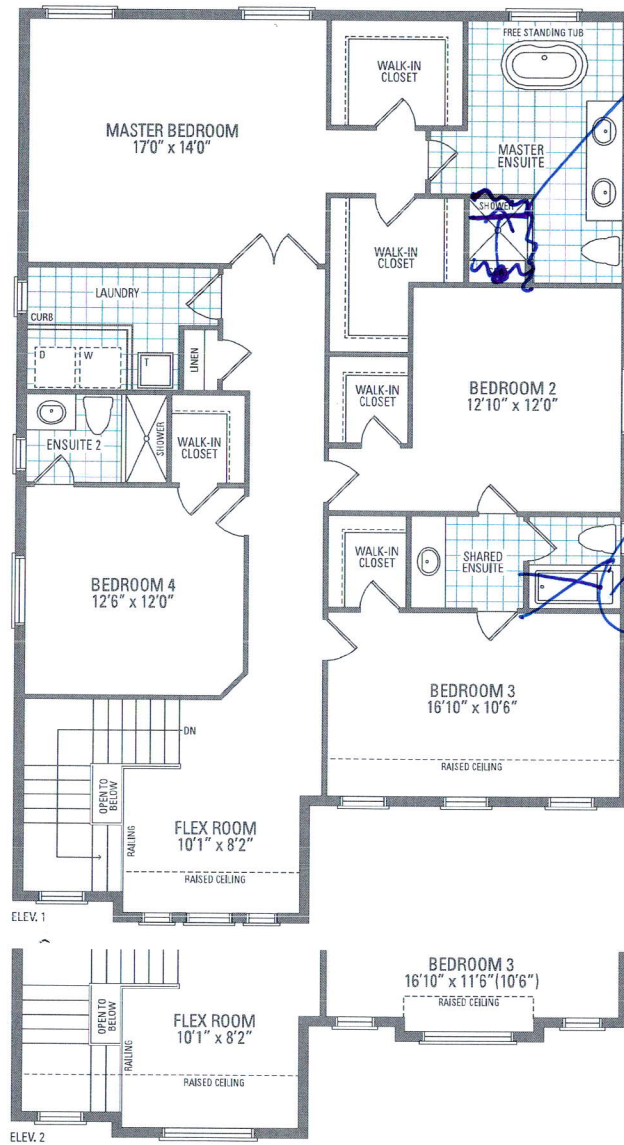 FREE STANDING TUB
WALK-IN
CLOSET
MASTER BEDROOM
17'0" x 14'0"
MASTER
ENSUITE
SHOWER
WALK-IN
CLOSET
LAUNDRY
CURB
D
W
T
LINEN
WALK-IN
CLOSET
BEDROOM 2
12'10" x 12'0"
ENSUITE 2
SHOWER
WALK-IN
CLOSET
WALK-IN
CLOSET
SHARED
ENSUITE
BEDROOM 4
12'6" x 12'0"
BEDROOM 3
16'10" x 10'6"
RAISED CEILING
DN
OPEN TO
BELOW
RAILING
FLEX ROOM
10'1" x 8'2"
RAISED CEILING
ELEV. 1
BEDROOM 3
16'10" x 11'6"(10'6")
RAISED CEILING
OPEN TO
BELOW
RAILING
FLEX ROOM
10'1" x 8'2"
RAISED CEILING
ELEV. 2